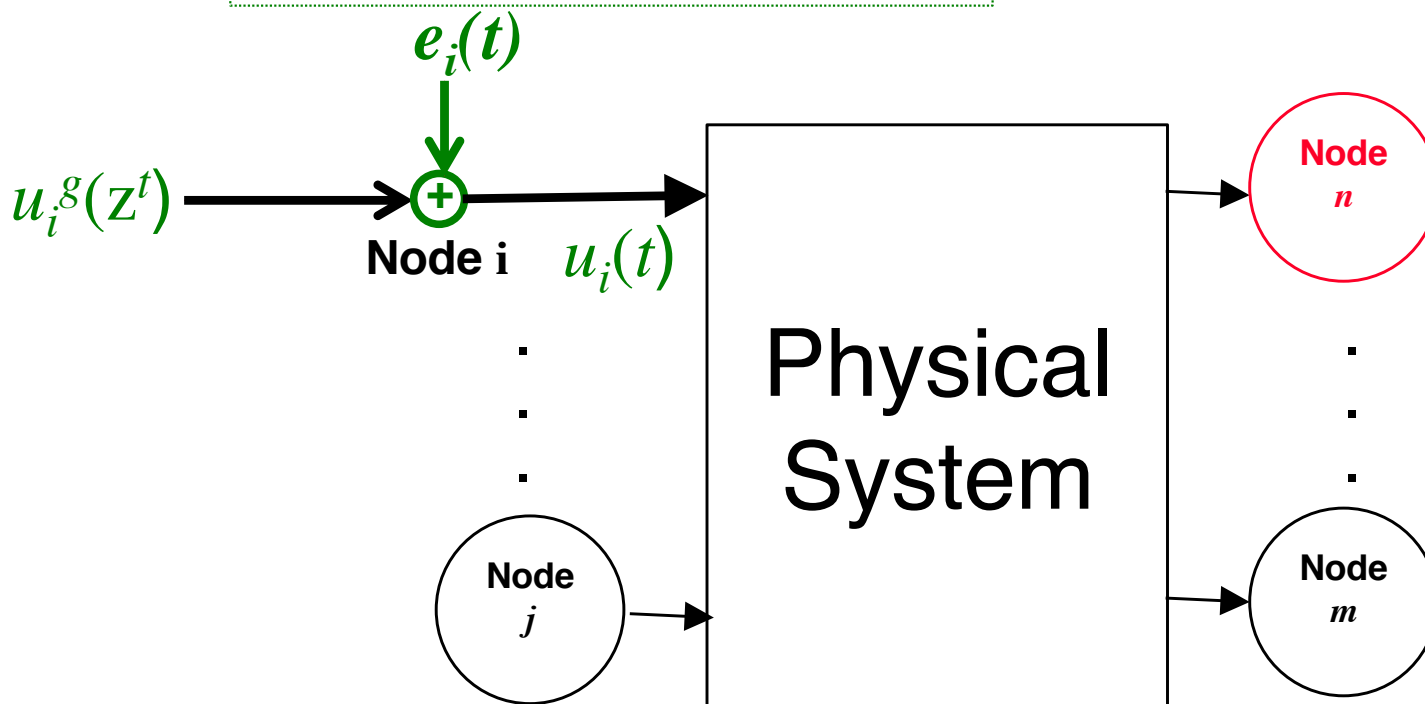 e_i(t)
u_i^g(z^t)
+
Node i
u_i(t)
Node
n
Physical
System
Node
j
Node
m